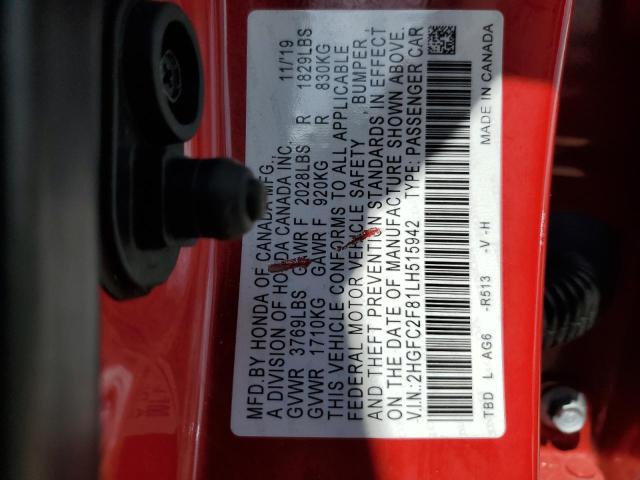 MFD.BY HONDA OF CANADA MFG.,
A DIVISION OF HONDA CANADA INC. 11/19
GVWR 3769LBS GAWR F 2028LBS R 1829LBS
GVWR 1710KG GAWR F 920KG R 830KG
THIS VEHICLE CONFORMS TO ALL APPLICABLE
FEDERAL MOTOR VEHICLE SAFETY , BUMPER,
AND THEFT PREVENTION STANDARDS IN EFFECT
ON THE DATE OF MANUFACTURE SHOWN ABOVE.
V.I.N.:2HGFC2F81LH515942 TYPE: PASSENGER CAR
TBD L AG6 -R513 -V -H MADE IN CANADA